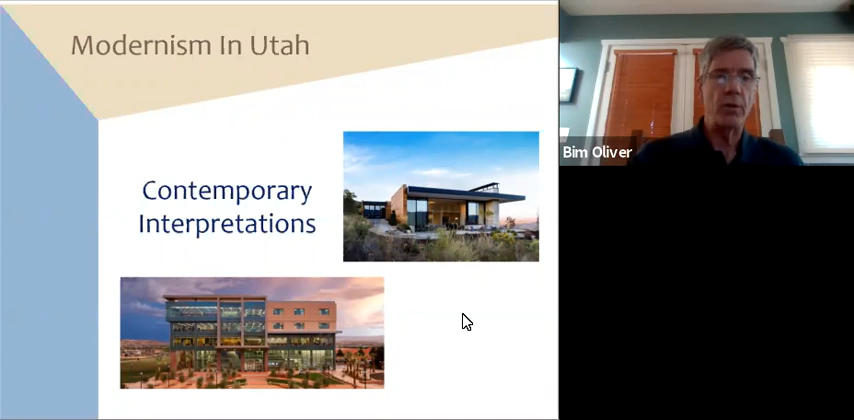 Modernism In Utah
Contemporary
Interpretations
Bim Oliver